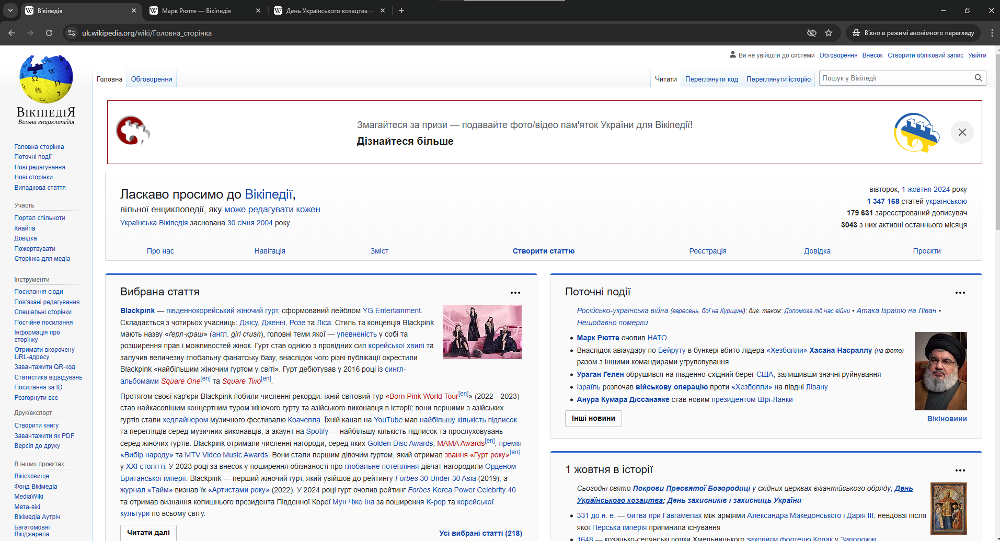 Вікіпедія
Марк Рютте — Вікіпедія
День Українського козацтва –
uk.wikipedia.org/wiki/Головна_сторінка
Вікно в режимі анонімного перегляду
Ви не увійшли до системи Обговорення Внесок Створити обліковий запис Увійти
Головна Обговорення
Читати Переглянути код Переглянути історію Пошук у Вікіпедії
ВікіпедіЯ
Вільна енциклопедія
Головна сторінка
Поточні події
Нові редагування
Нові сторінки
Випадкова стаття
Участь
Портал спільноти
Кнайпа
Довідка
Пожертвувати
Сторінка для медіа
Інструменти
Посилання сюди
Пов'язані редагування
Спеціальні сторінки
Постійне посилання
Інформація про
сторінку
Отримати вкорочену
URL-адресу
Завантажити QR-код
Статистика відвідувань
Посилання за ID
Розгорнути все
Друк/експорт
Створити книгу
Завантажити як PDF
Версія до друку
В інших проєктах
Вікісховище
Фонд Вікімедіа
MediaWiki
Мета-вікі
Вікімедіа Аутріч
Багатомовні
Вікіджерела
Змагайтеся за призи — подавайте фото/відео пам'яток України для Вікіпедії!
Дізнайтеся більше
Ласкаво просимо до Вікіпедії,
вільної енциклопедії, яку може редагувати кожен.
Українська Вікіпедія заснована 30 січня 2004 року.
вівторок, 1 жовтня 2024 року
1 347 168 статей українською
179 631 зареєстрований дописувач
3043 з них активні останнього місяця
Про нас Навігація Зміст Створити статтю Реєстрація Довідка Проєкти
Вибрана стаття
Blackpink — південнокорейський жіночий гурт, сформований лейблом YG Entertainment.
Складається з чотирьох учасниць: Джісу, Дженні, Розе та Ліса. Стиль та концепція Blackpink
мають назву «ґерл-краш» (англ. girl crush), головні теми якої — упевненість у собі та
розширення прав і можливостей жінок. Гурт став однією з провідних сил корейської хвилі та
залучив величезну глобальну фанатську базу, внаслідок чого різні публікації охрестили
Blackpink «найбільшим жіночим гуртом у світі». Гурт дебютував у 2016 році із сингл-
альбомами Square One[en] та Square Two[en].
Протягом своєї кар'єри Blackpink побили численні рекорди: їхній світовий тур «Born Pink World Tour[en]» (2022—2023)
став найкасовішим концертним туром жіночого гурту та азійського виконавця в історії; вони першими з азійських
гуртів стали хедлайнером музичного фестивалю Коачелла. Їхній канал на YouTube мав найбільшу кількість підписок
та переглядів серед музичних виконавців, а акаунт на Spotify — найбільшу кількість підписок та прослуховувань
серед жіночих гуртів. Blackpink отримали численні нагороди, серед яких Golden Disc Awards, MAMA Awards[en], премія
«Вибір народу» та MTV Video Music Awards. Вони стали першим дівочим гуртом, який отримав звання «Гурт року»[en]
у XXI столітті. У 2023 році за внесок у поширення обізнаності про глобальне потепління дівчат нагородили Орденом
Британської імперії. Blackpink — перший жіночий гурт, який увійшов до рейтингу Forbes 30 Under 30 Asia (2019), а
журнал «Тайм» визнав їх «Артистами року» (2022). У 2024 році гурт очолив рейтинг Forbes Korea Power Celebrity 40
та отримав визнання колишнього президента Південної Кореї Мун Чже Іна за поширення K-pop та корейської
культури по всьому світу.
Читати далі Усі вибрані статті (218)
Поточні події
Російсько-українська війна (вересень, бої на Курщині); див. також: Допомога під час війни • Атака Ізраїлю на Ліван •
Нещодавно померли
• Марк Рютте очолив НАТО
• Внаслідок авіаудару по Бейруту в бункері вбито лідера «Хезболли» Хасана Насраллу (на фото)
разом з іншими командирами угруповування
• Ураган Гелен обрушився на південно-східний берег США, залишивши значні руйнування
• Ізраїль розпочав військову операцію проти «Хезболли» на півдні Лівану
• Анура Кумара Діссанаяке став новим президентом Шрі-Ланки
Інші новини Вікіновини
1 жовтня в історії
Сьогодні свято Покрови Пресвятої Богородиці у східних церквах візантійського обряду; День
Українського козацтва; День захисників і захисниць України
• 331 до н. е. — битва при Гавгамелах між арміями Александра Македонського і Дарія III, невдовзі після
якої Перська імперія припинила існування
• 1648 — козацько-селянські полки Хмельницького захопили фортецю Кодак у Запоріжжі